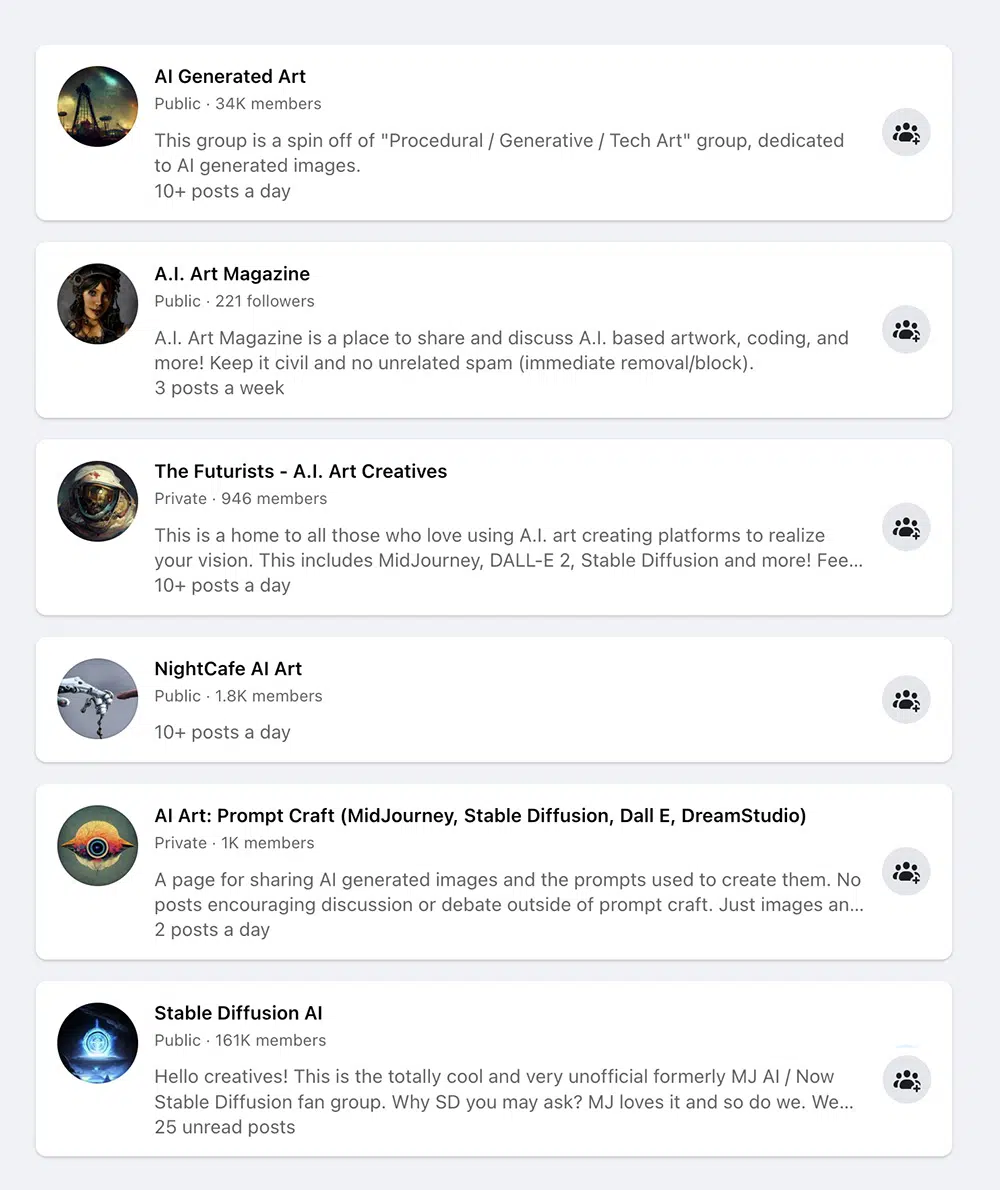 AI Generated Art
Public · 34K members
This group is a spin off of "Procedural / Generative / Tech Art" group, dedicated
to AI generated images.
10+ posts a day
A.I. Art Magazine
Public · 221 followers
A.I. Art Magazine is a place to share and discuss A.I. based artwork, coding, and
more! Keep it civil and no unrelated spam (immediate removal/block).
3 posts a week
The Futurists - A.I. Art Creatives
Private · 946 members
This is a home to all those who love using A.I. art creating platforms to realize
your vision. This includes MidJourney, DALL-E 2, Stable Diffusion and more! Fee...
10+ posts a day
NightCafe AI Art
Public · 1.8K members
10+ posts a day
AI Art: Prompt Craft (MidJourney, Stable Diffusion, Dall E, DreamStudio)
Private · 1K members
A page for sharing AI generated images and the prompts used to create them. No
posts encouraging discussion or debate outside of prompt craft. Just images an...
2 posts a day
Stable Diffusion AI
Public · 161K members
Hello creatives! This is the totally cool and very unofficial formerly MJ AI / Now
Stable Diffusion fan group. Why SD you may ask? MJ loves it and so do we. We...
25 unread posts